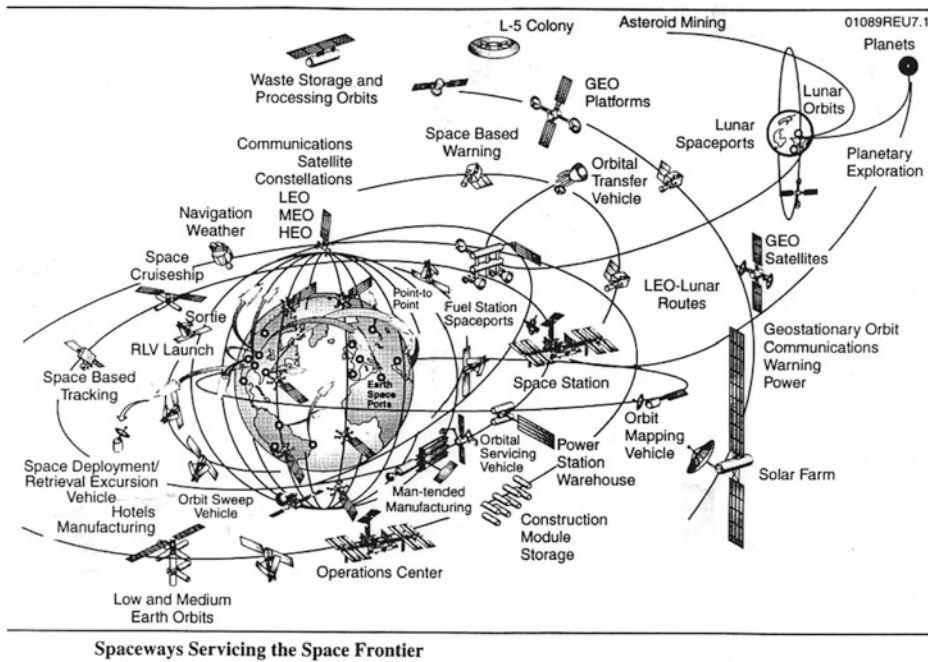 L-5 Colony
Asteroid Mining
01089REU7.1
Planets
Waste Storage and
Processing Orbits
GEO
Platforms
Lunar
Orbits
Lunar
Spaceports
Planetary
Exploration
Communications
Satellite
Constellations
LEO
MEO
HEO
Space Based
Warning
Orbital
Transfer
Vehicle
Navigation
Weather
GEO
Satellites
Space
Cruiseship
Point-to
Point
Fuel Station
Spaceports
LEO-Lunar
Routes
Sortie
RLV Launch
Geostationary Orbit
Communications
Warning
Power
Space Based
Tracking
Earth
Space
Ports
Space Station
Orbit
Mapping
Vehicle
Space Deployment/
Retrieval Excursion
Vehicle
Hotels
Manufacturing
Orbit Sweep
Vehicle
Orbital
Servicing
Vehicle
Man-tended
Manufacturing
Power
Station
Warehouse
Solar Farm
Construction
Module
Storage
Operations Center
Low and Medium
Earth Orbits
Spaceways Servicing the Space Frontier